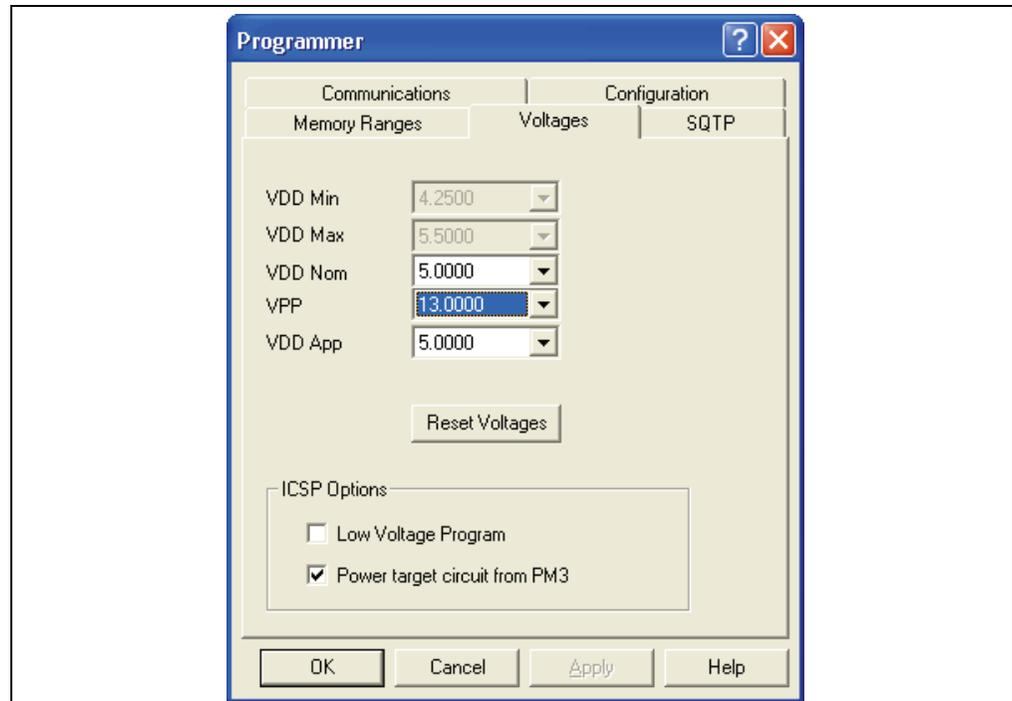 Programmer
Communications Configuration
Memory Ranges Voltages SQTP
VDD Min 4.2500
VDD Max 5.5000
VDD Nom 5.0000
VPP 13.0000
VDD App 5.0000
Reset Voltages
ICSP Options
Low Voltage Program
Power target circuit from PM3
OK Cancel Apply Help